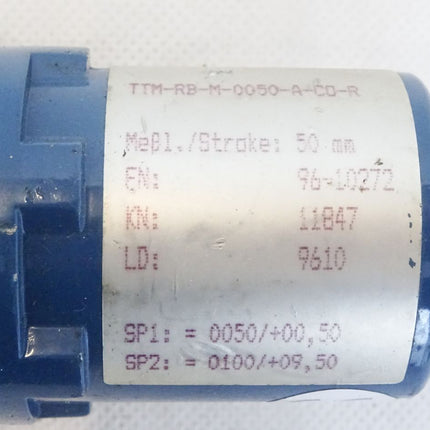 TTM-RB-M-0050-A-CO-R
Meßl./Stroke: 50 mm
EN: 96-10272
KN: 11847
LD: 9610
SP1: = 0050/+00,50
SP2: = 0100/+09,50